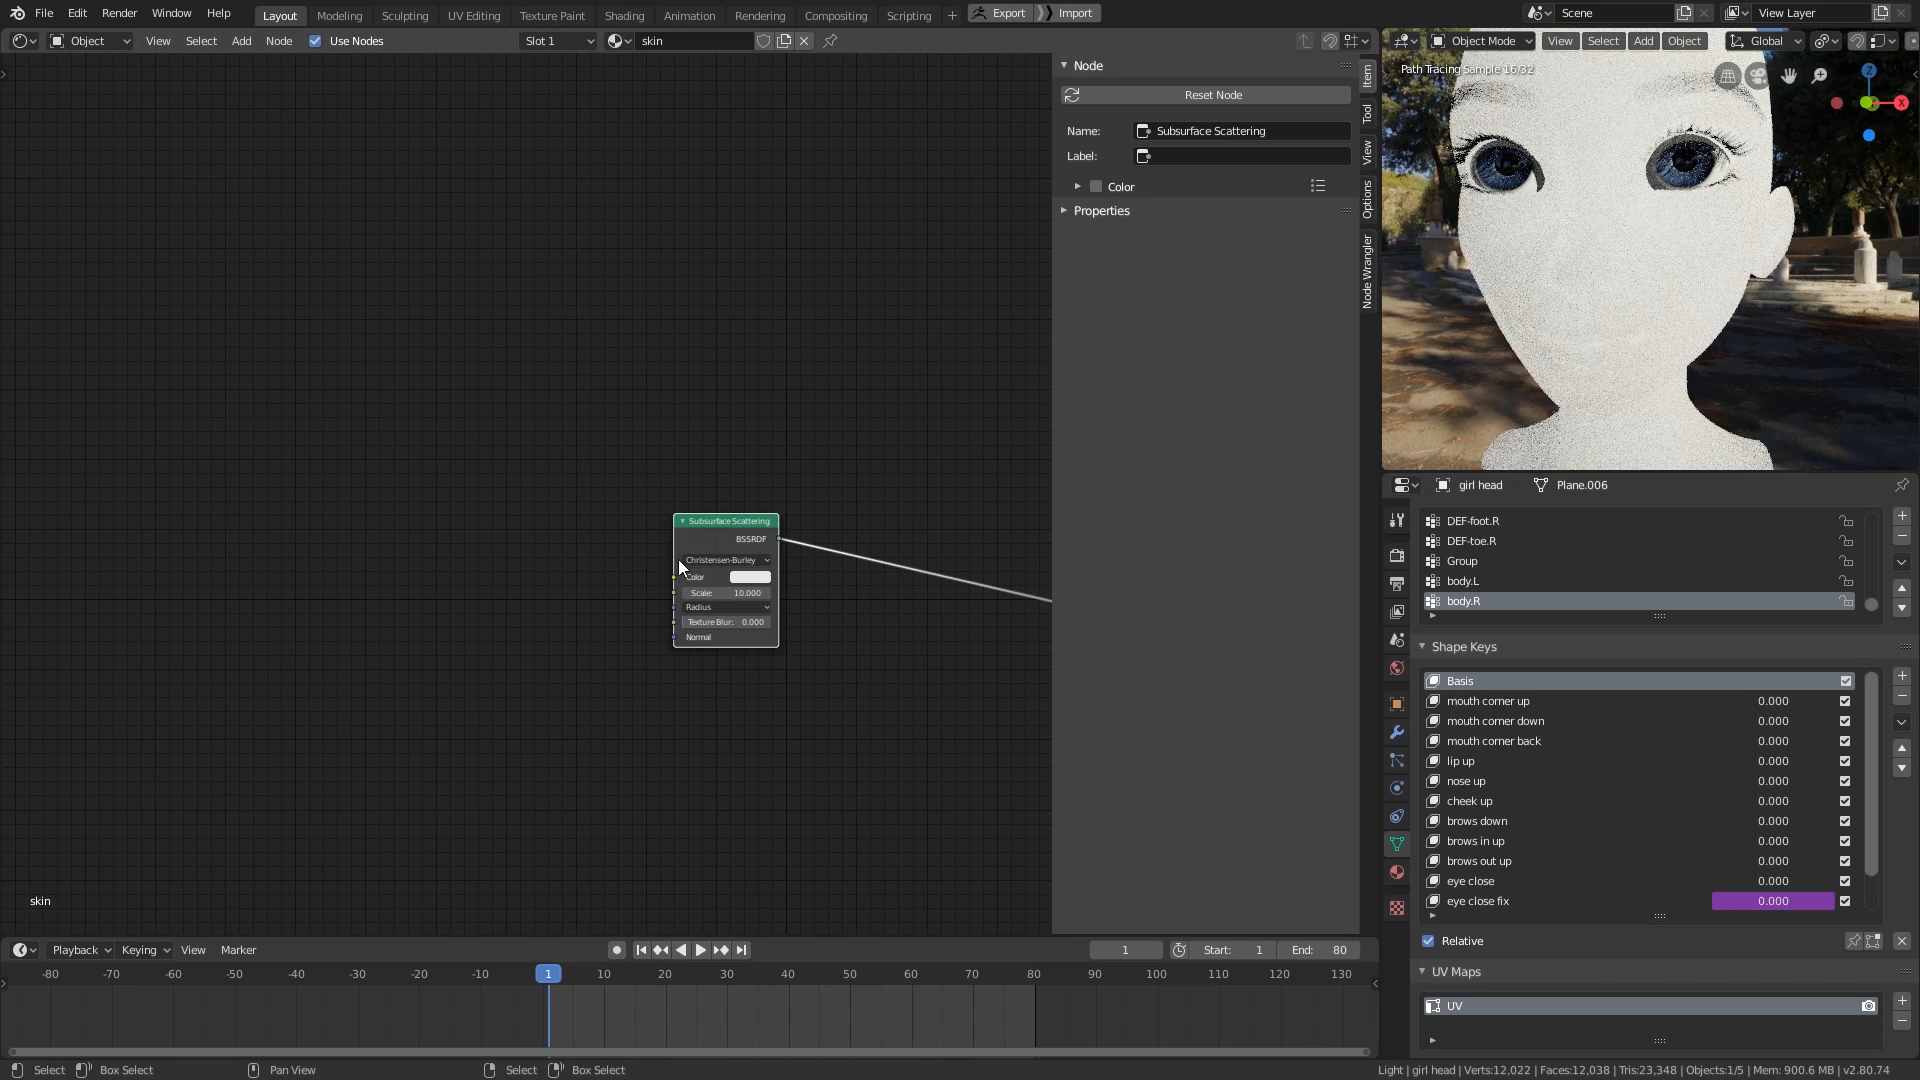 File Edit Render Window Help Layout Modeling Sculpting UV Editing Texture Paint Shading Animation Rendering Compositing Scripting + Export Import Scene View Layer
Object View Select Add Node Use Nodes Slot 1 skin
Object Mode View Select Add Object Global
Path Tracing Sample 16/32
Z
X
Node
Reset Node
Name: Subsurface Scattering
Label:
Color
Properties
Item
Tool
View
Options
Node Wrangler
Subsurface Scattering
BSSRDF
Christensen-Burley
Color
Scale: 10.000
Radius
Texture Blur: 0.000
Normal
skin
girl head Plane.006
DEF-foot.R
DEF-toe.R
Group
body.L
body.R
Shape Keys
Basis
mouth corner up 0.000
mouth corner down 0.000
mouth corner back 0.000
lip up 0.000
nose up 0.000
cheek up 0.000
brows down 0.000
brows in up 0.000
brows out up 0.000
eye close 0.000
eye close fix 0.000
Relative
UV Maps
UV
Playback Keying View Marker 1 Start: 1 End: 80
-80 -70 -60 -50 -40 -30 -20 -10 1 10 20 30 40 50 60 70 80 90 100 110 120 130
Select Box Select Pan View Select Box Select Light | girl head | Verts:12,022 | Faces:12,038 | Tris:23,348 | Objects:1/5 | Mem: 900.6 MB | v2.80.74